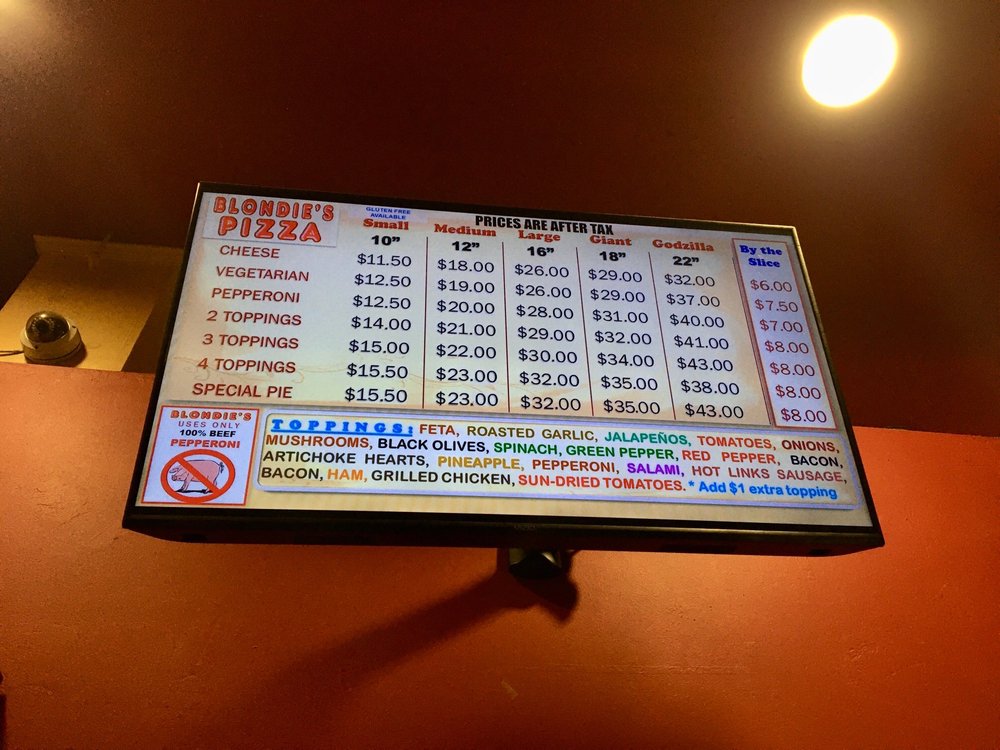 BLONDIE'S
PIZZA
GLUTEN FREE
AVAILABLE
PRICES ARE AFTER TAX
Small Medium Large Giant Godzilla By the
Slice
10" 12" 16" 18" 22"
CHEESE $11.50 $18.00 $26.00 $29.00 $32.00 $6.00
VEGETARIAN $12.50 $19.00 $26.00 $29.00 $37.00 $7.50
PEPPERONI $12.50 $20.00 $28.00 $31.00 $40.00 $7.00
2 TOPPINGS $14.00 $21.00 $29.00 $32.00 $41.00 $8.00
3 TOPPINGS $15.00 $22.00 $30.00 $34.00 $43.00 $8.00
4 TOPPINGS $15.50 $23.00 $32.00 $35.00 $38.00 $8.00
SPECIAL PIE $15.50 $23.00 $32.00 $35.00 $43.00 $8.00
BLONDIE'S
USES ONLY
100% BEEF
PEPPERONI
TOPPINGS: FETA, ROASTED GARLIC, JALAPEÑOS, TOMATOES, ONIONS,
MUSHROOMS, BLACK OLIVES, SPINACH, GREEN PEPPER, RED PEPPER, BACON,
ARTICHOKE HEARTS, PINEAPPLE, PEPPERONI, SALAMI, HOT LINKS SAUSAGE,
BACON, HAM, GRILLED CHICKEN, SUN-DRIED TOMATOES. * Add $1 extra topping